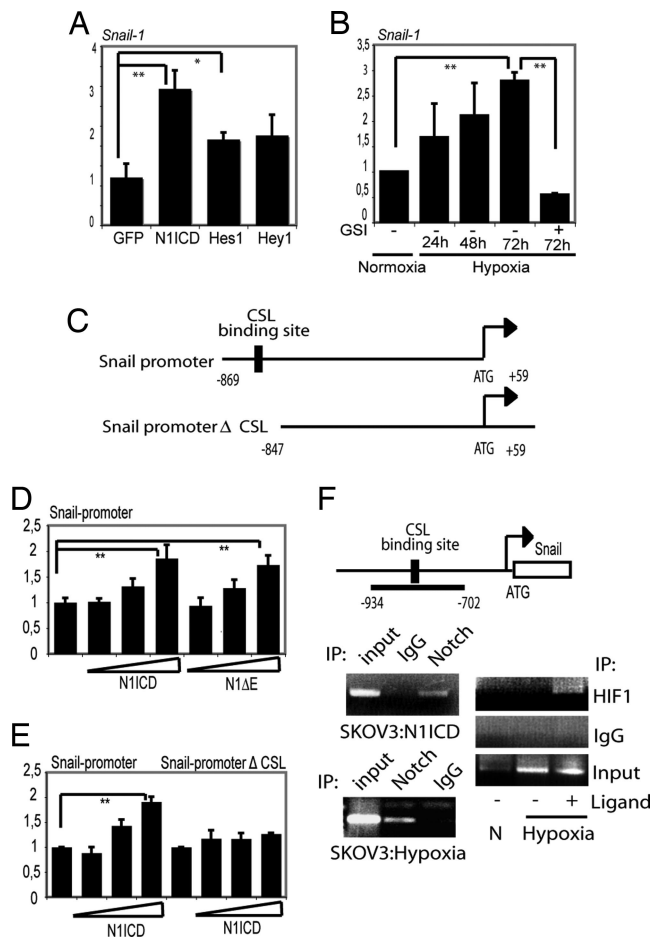 A
Snail-1
4
3
2
1
0
**
*
GFP N1ICD Hes1 Hey1
B
Snail-1
3,5
3
2,5
2
1,5
1
0,5
0
**
**
GSI - - - - +
24h 48h 72h 72h
Normoxia Hypoxia
C
CSL
binding site
Snail promoter
-869
ATG +59
Snail promoter Δ CSL
-847
ATG +59
D
Snail-promoter
2,5
2
1,5
1
0,5
0
**
**
N1ICD N1ΔE
E
Snail-promoter Snail-promoter Δ CSL
2,5
2
1,5
1
0,5
0
**
N1ICD N1ICD
F
CSL
binding site
Snail
-934 -702
ATG
IP: input IgG Notch
SKOV3:N1ICD
IP: input Notch IgG
SKOV3:Hypoxia
IP:
HIF1
IgG
Input
- - + Ligand
N Hypoxia